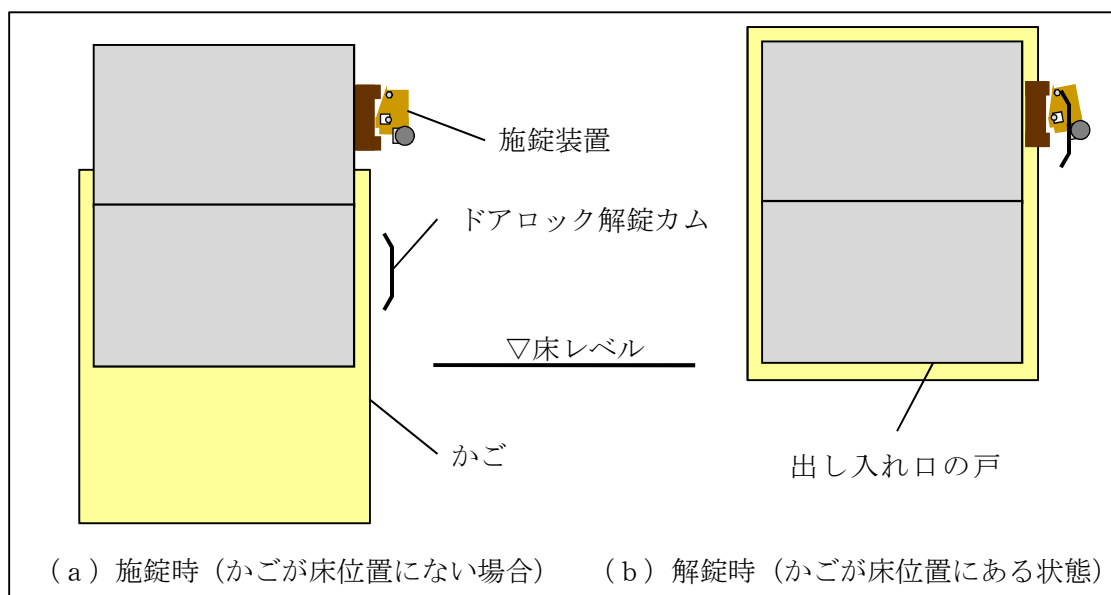 施錠装置
ドアロック解錠カム
▽床レベル
かご
出し入れ口の戸
(a)施錠時(かごが床位置にない場合)
(b)解錠時(かごが床位置にある状態)